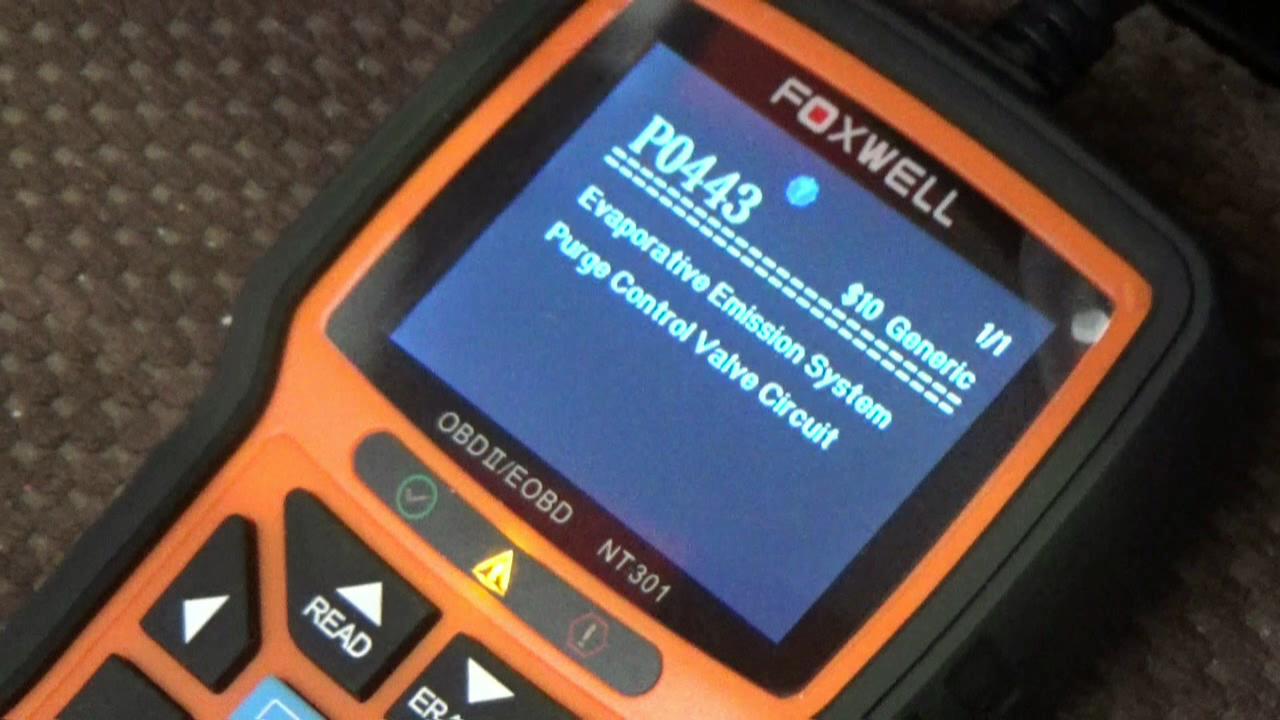 FOXWELL
P0443 ?
$10 Generic 1/1
===========================
Evaporative Emission System
Purge Control Valve Circuit
OBDII/EOBD NT301
READ